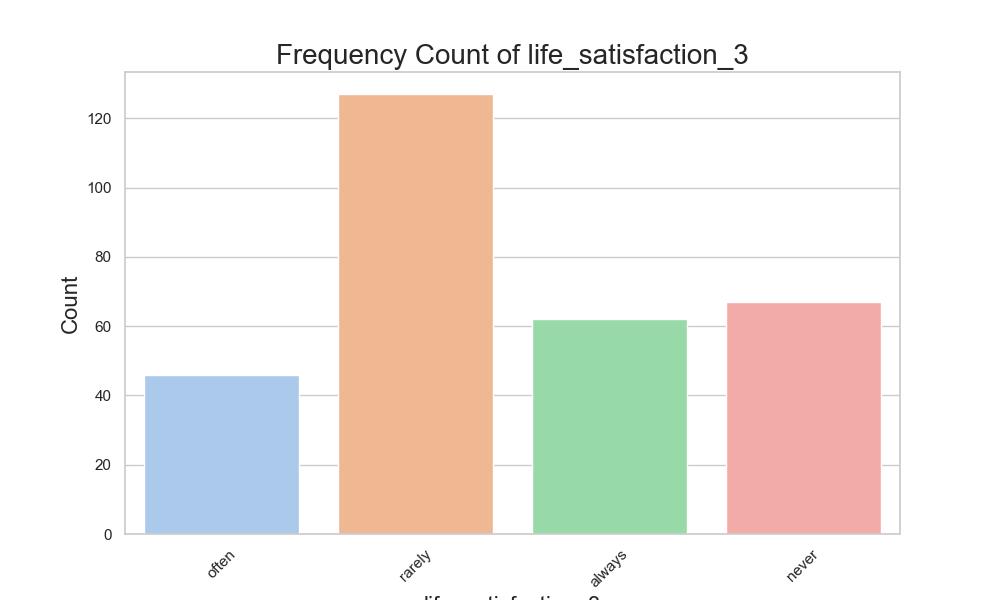 Frequency Count of life_satisfaction_3
Count
120
100
80
60
40
20
0
often
rarely
always
never